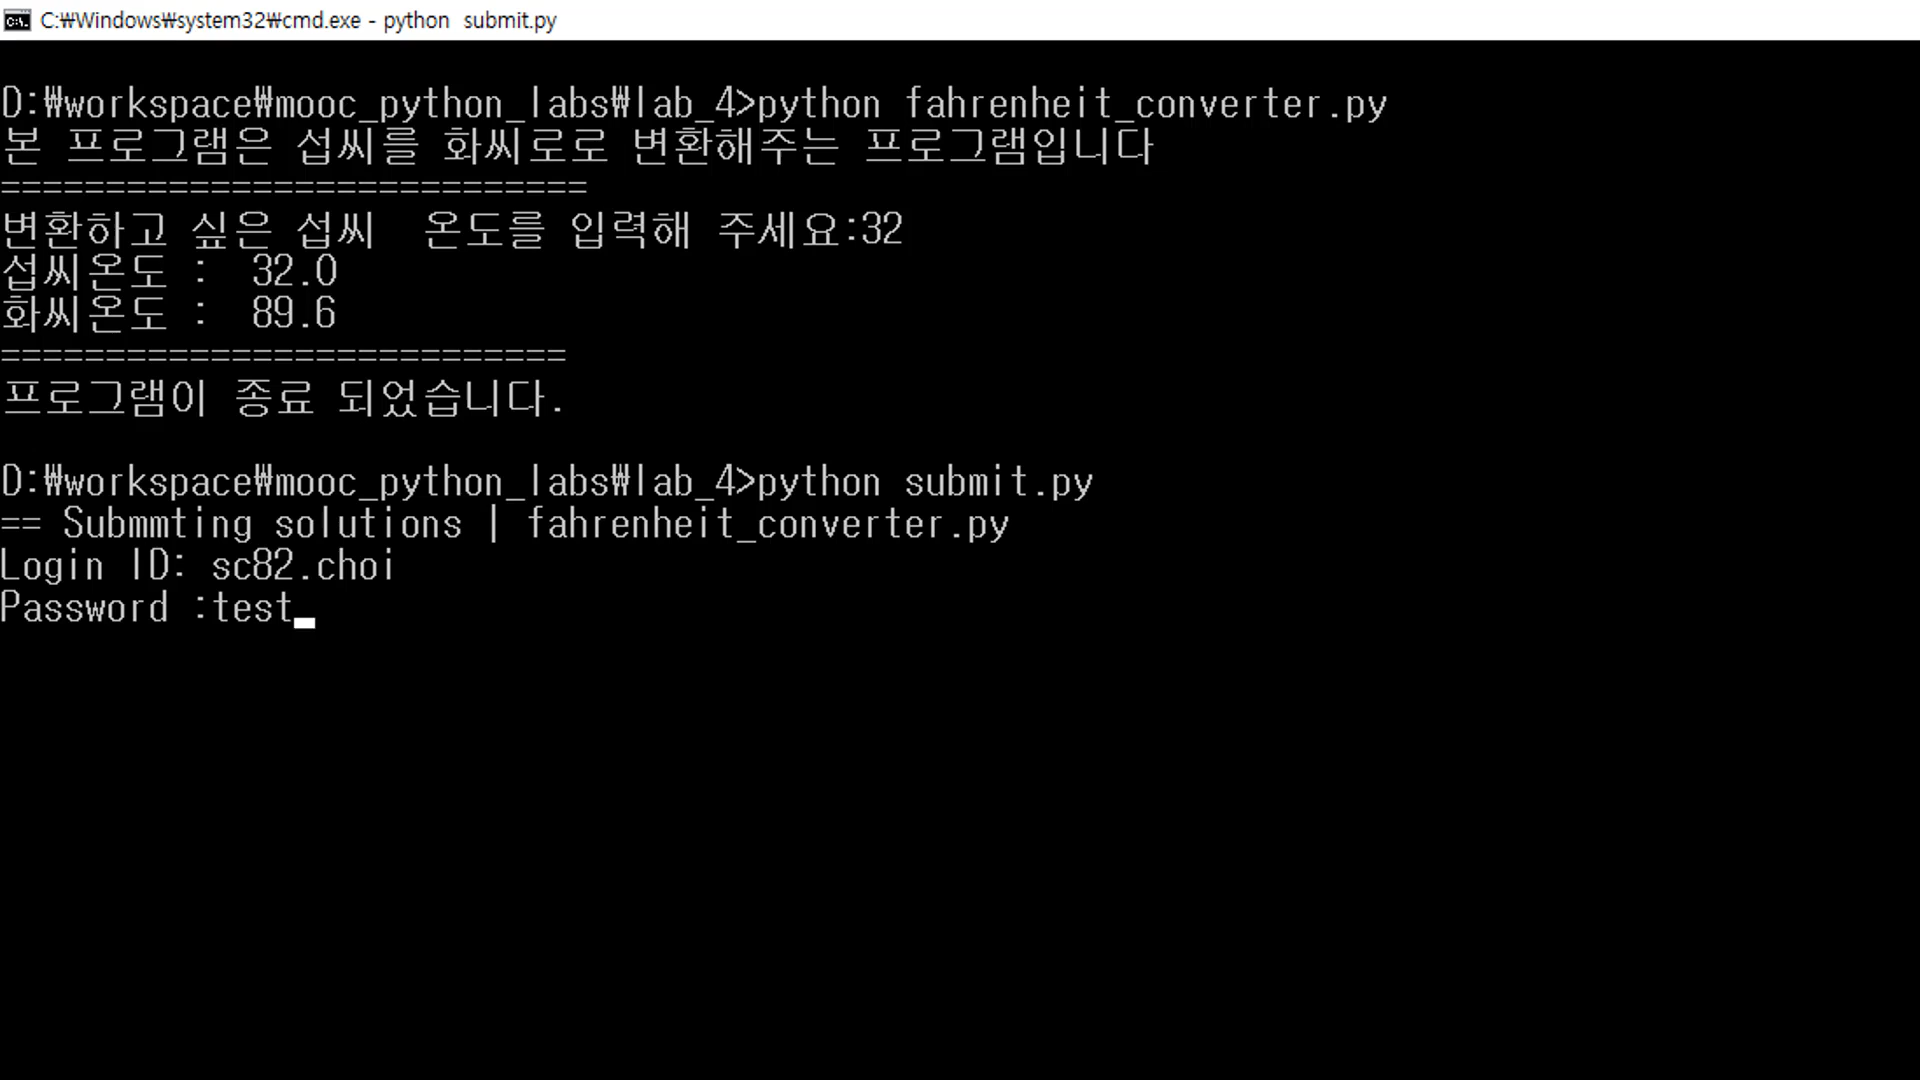 C:₩Windows₩system32₩cmd.exe - python  submit.py
D:₩workspace₩mooc_python_labs₩lab_4>python fahrenheit_converter.py
본 프로그램은 섭씨를 화씨로로 변환해주는 프로그램입니다
============================
변환하고 싶은 섭씨  온도를 입력해 주세요:32
섭씨온도 :  32.0
화씨온도 :  89.6
===========================
프로그램이 종료 되었습니다.
D:₩workspace₩mooc_python_labs₩lab_4>python submit.py
== Submmting solutions | fahrenheit_converter.py
Login ID: sc82.choi
Password :test_